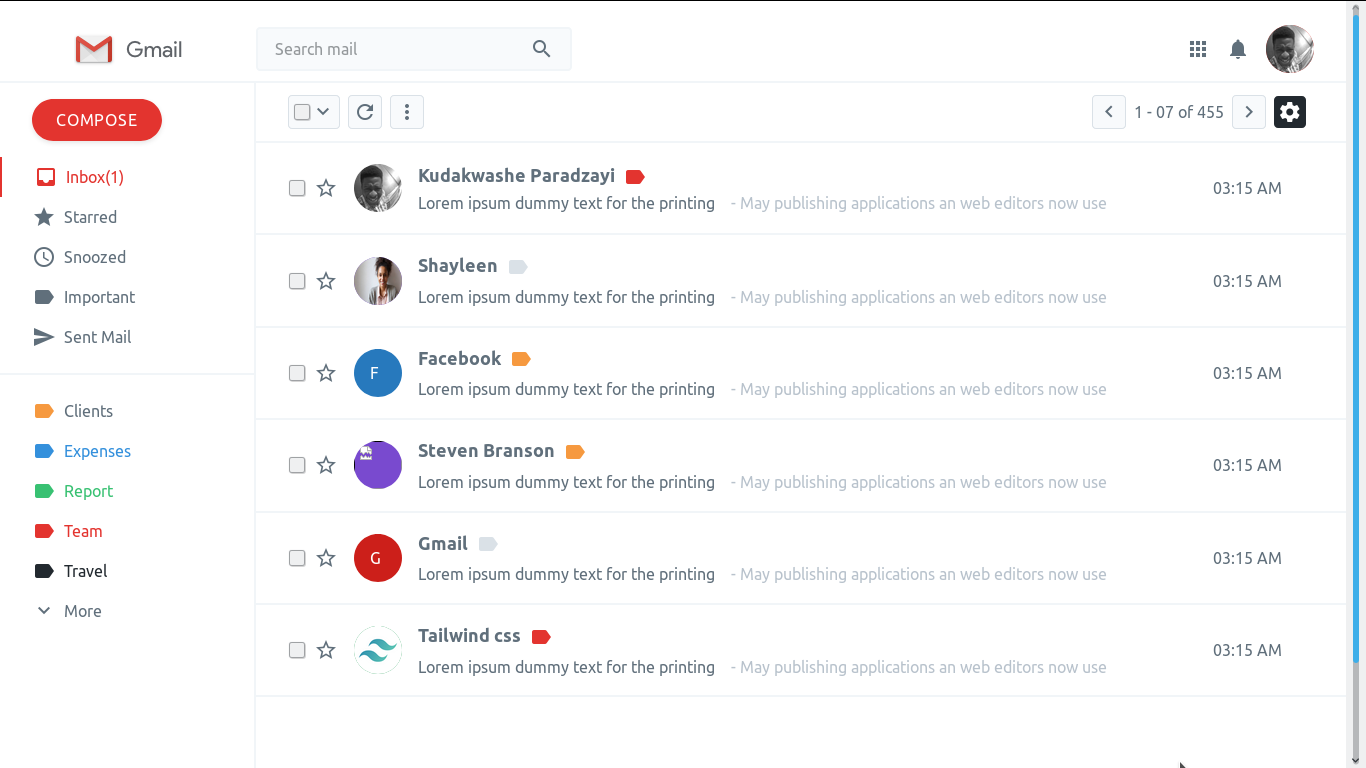 Gmail
Search mail
COMPOSE
1 - 07 of 455
Inbox(1)
Starred
Snoozed
Important
Sent Mail
Clients
Expenses
Report
Team
Travel
More
Kudakwashe Paradzayi
Lorem ipsum dummy text for the printing - May publishing applications an web editors now use
03:15 AM
Shayleen
Lorem ipsum dummy text for the printing - May publishing applications an web editors now use
03:15 AM
F
Facebook
Lorem ipsum dummy text for the printing - May publishing applications an web editors now use
03:15 AM
Steven Branson
Lorem ipsum dummy text for the printing - May publishing applications an web editors now use
03:15 AM
G
Gmail
Lorem ipsum dummy text for the printing - May publishing applications an web editors now use
03:15 AM
Tailwind css
Lorem ipsum dummy text for the printing - May publishing applications an web editors now use
03:15 AM